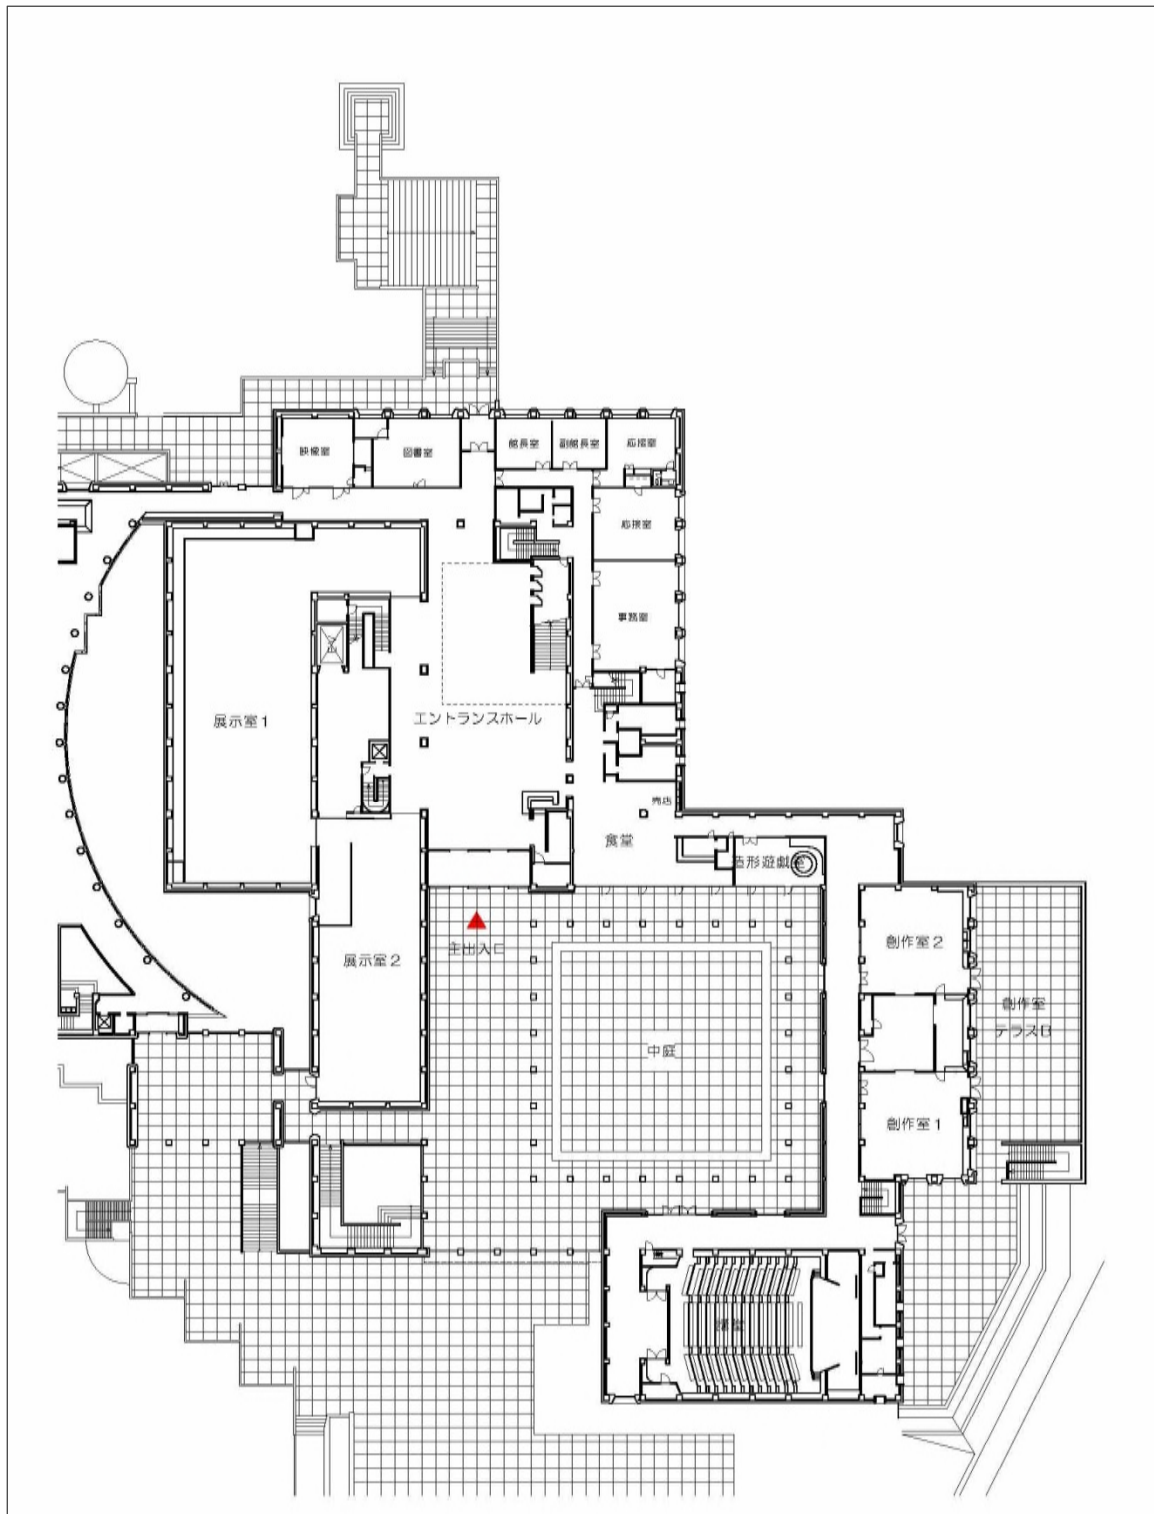 映像室
図書室
館長室
副館長室
応接室
応接室
事務室
EV
展示室1
エントランスホール
売店
食堂
造形遊戯
主出入口
展示室2
創作室2
創作室
テラスB
中庭
創作室1
講堂